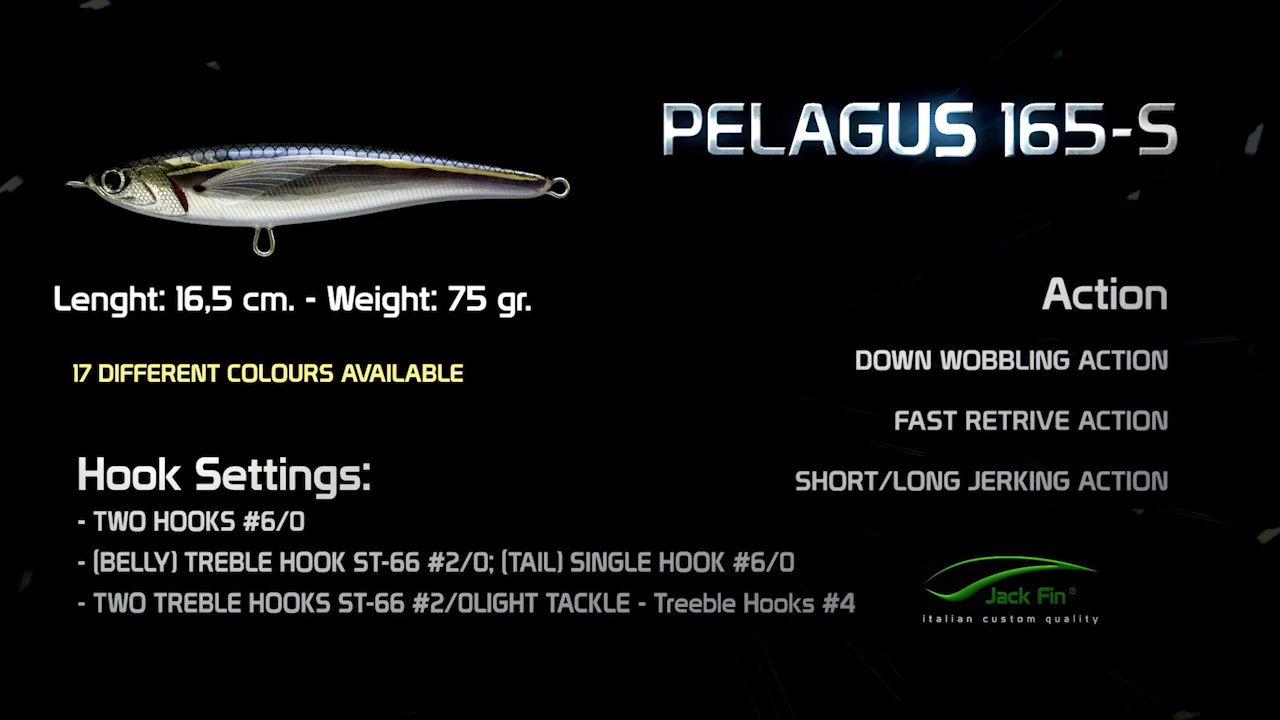 PELAGUS 165-S
Lenght: 16,5 cm. - Weight: 75 gr.
17 DIFFERENT COLOURS AVAILABLE
Hook Settings:
- TWO HOOKS #6/0
- (BELLY) TREBLE HOOK ST-66 #2/0; (TAIL) SINGLE HOOK #6/0
- TWO TREBLE HOOKS ST-66 #2/0LIGHT TACKLE - Treeble Hooks #4
Action
DOWN WOBBLING ACTION
FAST RETRIVE ACTION
SHORT/LONG JERKING ACTION
Jack Fin®
italian custom quality